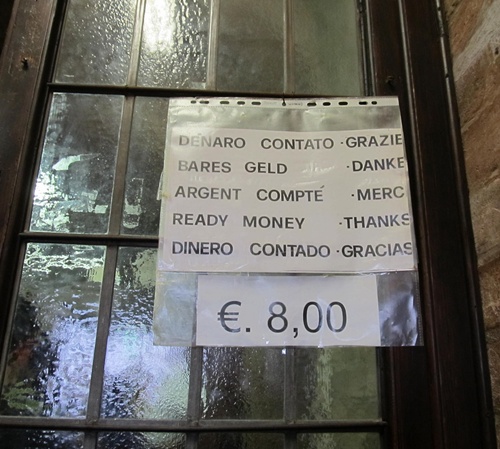 DENARO CONTATO ·GRAZIE
BARES GELD ·DANKE
ARGENT COMPTÉ ·MERC
READY MONEY ·THANKS
DINERO CONTADO ·GRACIAS
€. 8,00